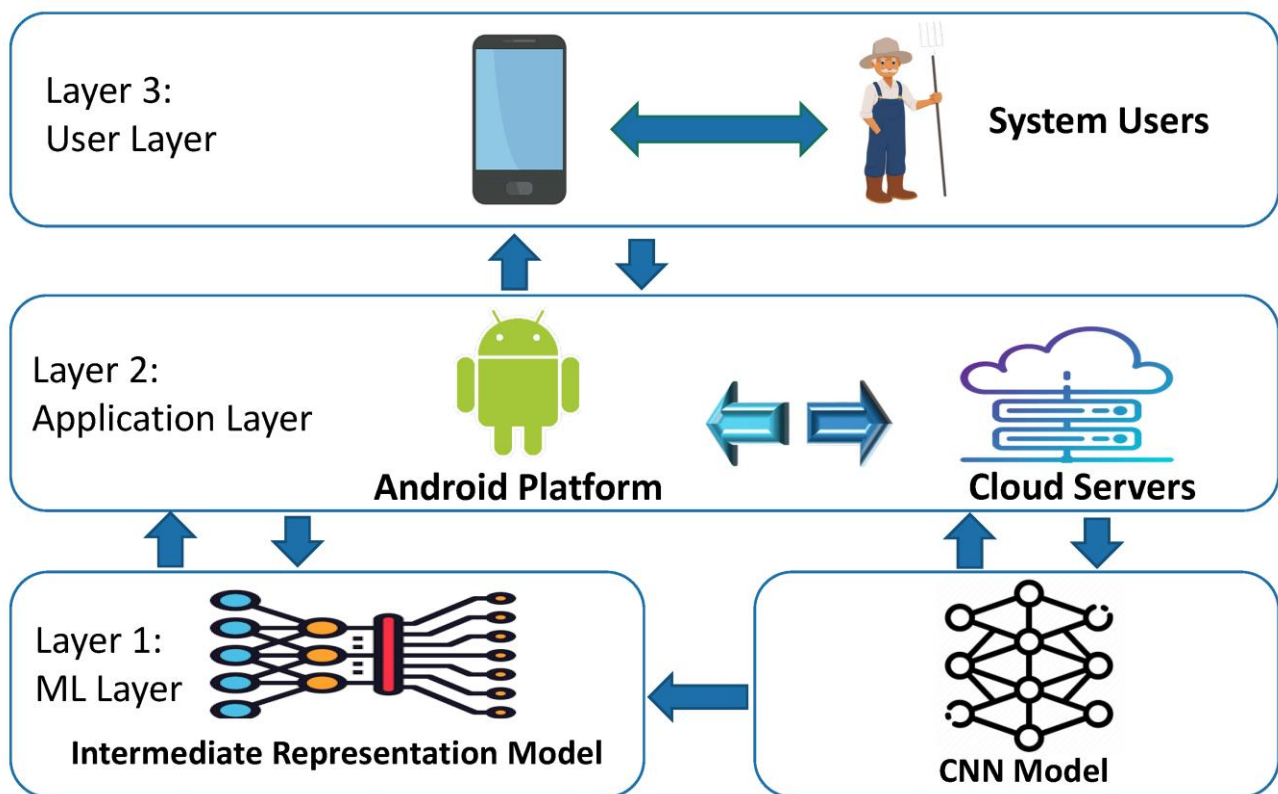 Layer 3:
User Layer
System Users
Layer 2:
Application Layer
Android Platform
Cloud Servers
Layer 1:
ML Layer
Intermediate Representation Model
CNN Model